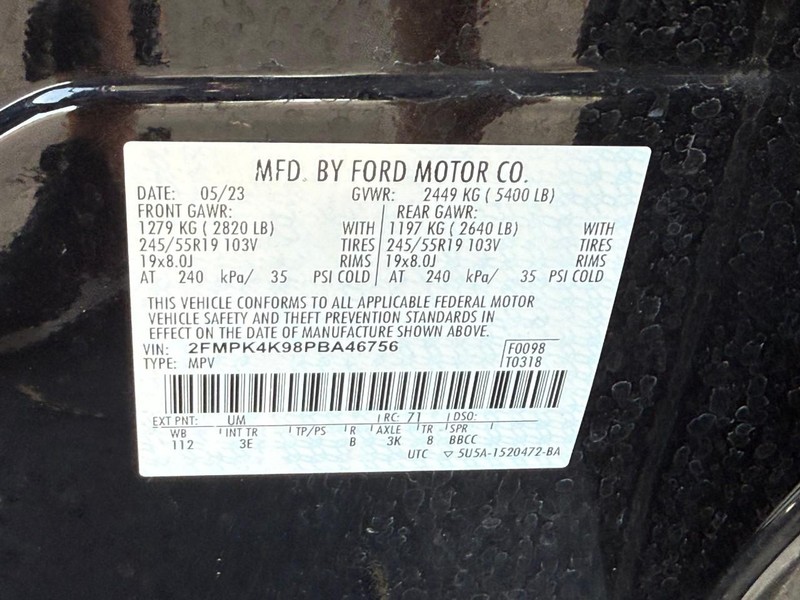 MFD. BY FORD MOTOR CO.
DATE: 05/23 GVWR: 2449 KG ( 5400 LB)
FRONT GAWR: REAR GAWR:
1279 KG ( 2820 LB) WITH 1197 KG ( 2640 LB) WITH
245/55R19 103V TIRES 245/55R19 103V TIRES
19x8.0J RIMS 19x8.0J RIMS
AT 240 kPa/ 35 PSI COLD AT 240 kPa/ 35 PSI COLD
THIS VEHICLE CONFORMS TO ALL APPLICABLE FEDERAL MOTOR
VEHICLE SAFETY AND THEFT PREVENTION STANDARDS IN
EFFECT ON THE DATE OF MANUFACTURE SHOWN ABOVE.
VIN: 2FMPK4K98PBA46756 F0098
TYPE: MPV T0318
EXT PNT: UM RC: 71 DSO:
WB INT TR TP/PS R AXLE TR SPR
112 3E B 3K 8 BBCC
UTC ▽ 5U5A-1520472-BA